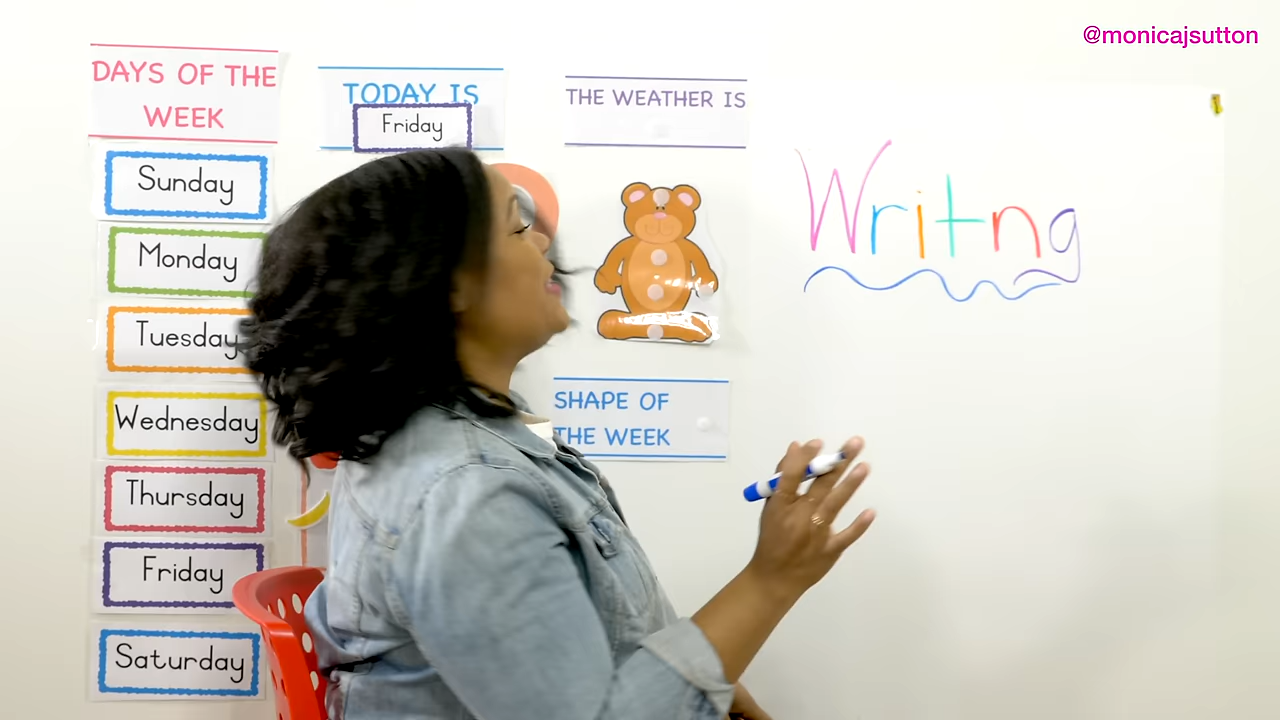 @monicajsutton
DAYS OF THE
WEEK
Sunday
Monday
Tuesday
Wednesday
Thursday
Friday
Saturday
TODAY IS
Friday
THE WEATHER IS
SHAPE OF
THE WEEK
Writng